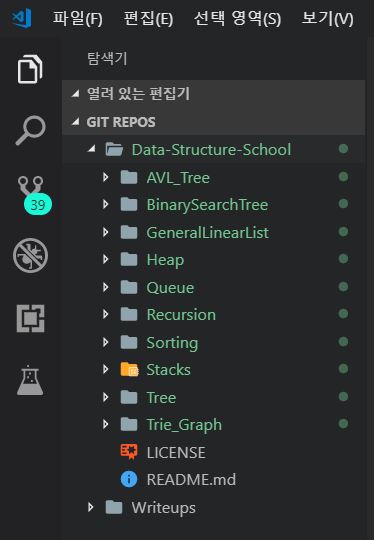 파일(F) 편집(E) 선택 영역(S) 보기(V)
탐색기
열려 있는 편집기
GIT REPOS
Data-Structure-School
AVL_Tree
BinarySearchTree
GeneralLinearList
Heap
Queue
Recursion
Sorting
Stacks
Tree
Trie_Graph
LICENSE
README.md
Writeups
39